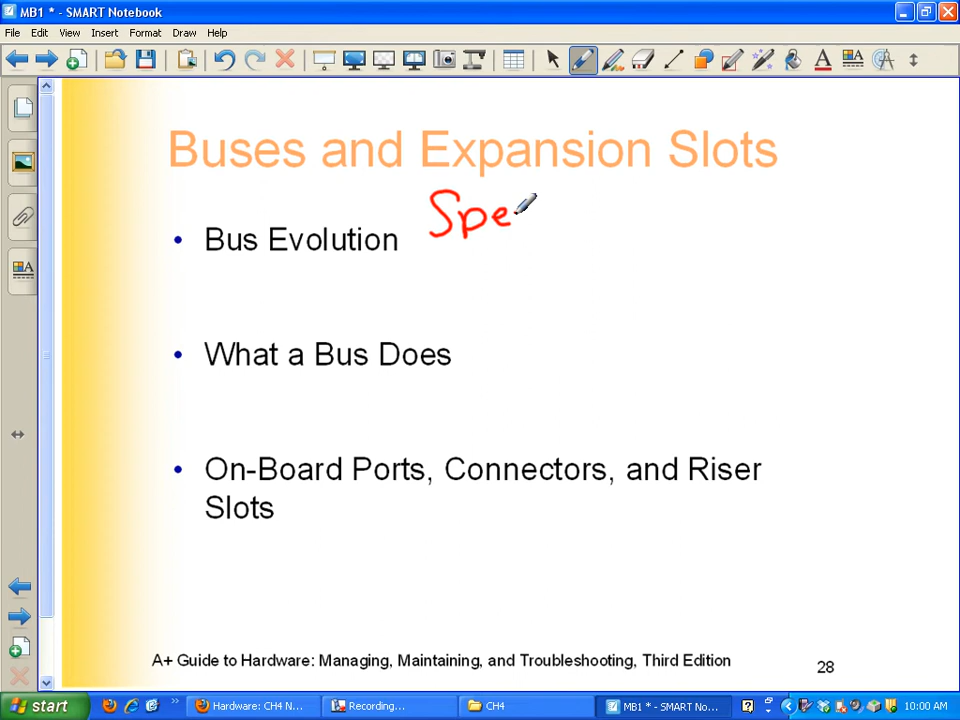 MB1 * - SMART Notebook
File Edit View Insert Format Draw Help
Buses and Expansion Slots
Spe
• Bus Evolution
• What a Bus Does
• On-Board Ports, Connectors, and Riser
Slots
A+ Guide to Hardware: Managing, Maintaining, and Troubleshooting, Third Edition
28
start
Hardware: CH4 N...
Recording...
CH4
MB1 * - SMART No...
10:00 AM